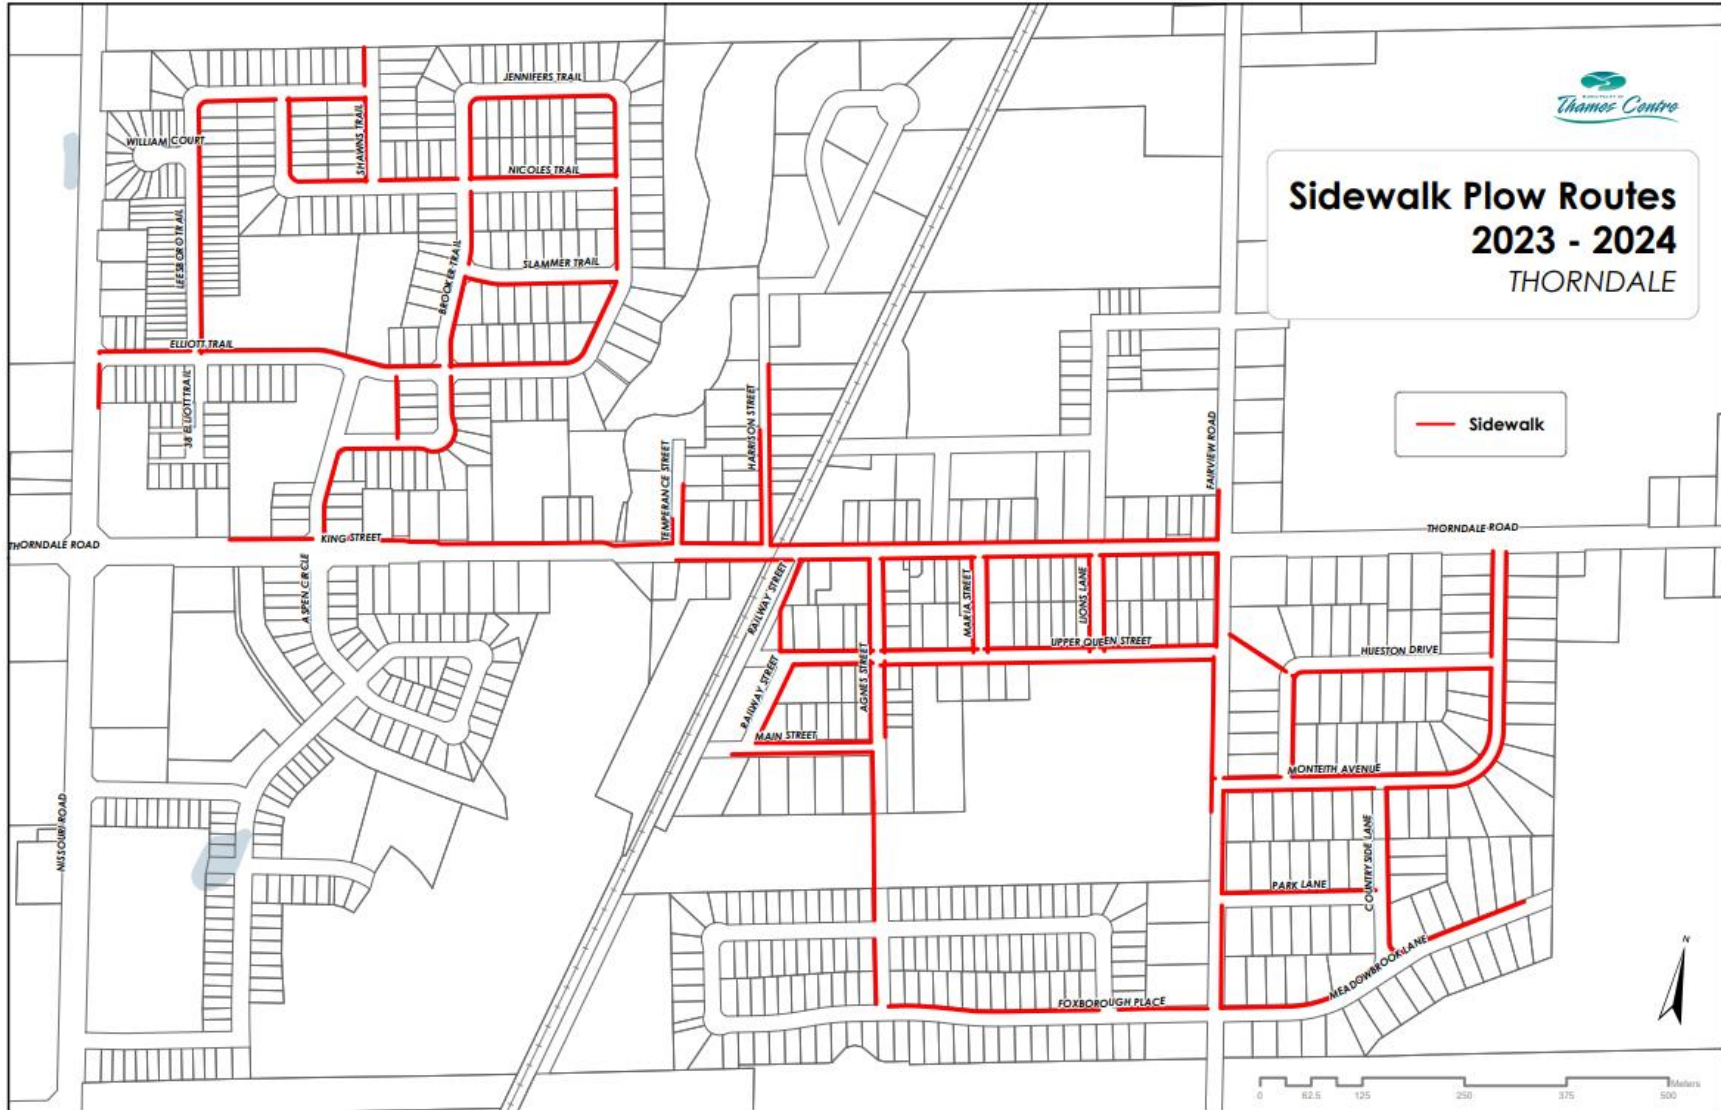 JENNIFERS TRAIL
Thames Centre
WILLIAM COURT
SHAWNS TRAIL
NICOLES TRAIL
Sidewalk Plow Routes
2023 - 2024
THORNDALE
LEESBORO TRAIL
BROOKER TRAIL
SLAMMER TRAIL
ELLIOTT TRAIL
38 ELLIOTT TRAIL
HARRISON STREET
TEMPERANCE STREET
FAIRVIEW ROAD
Sidewalk
THORNDALE ROAD
KING STREET
THORNDALE ROAD
ASPEN CIRCLE
RAILWAY STREET
MARIA STREET
LIONS LANE
UPPER QUEEN STREET
HUESTON DRIVE
RAILWAY STREET
AGNES STREET
MAIN STREET
MONTEITH AVENUE
NISSOURI ROAD
COUNTRYSIDE LANE
PARK LANE
MEADOWBROOK LANE
FOXBOROUGH PLACE
N
Meters
0 62.5 125 250 375 500